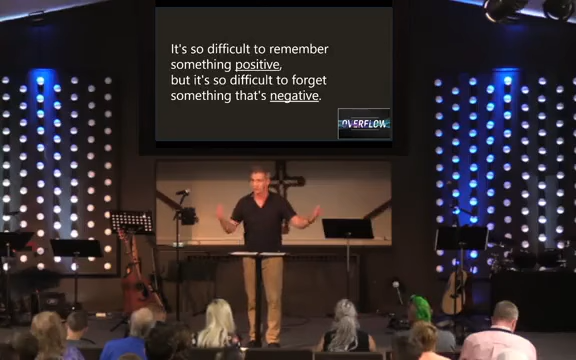 It's so difficult to remember
something positive,
but it's so difficult to forget
something that's negative.
OVERFLOW